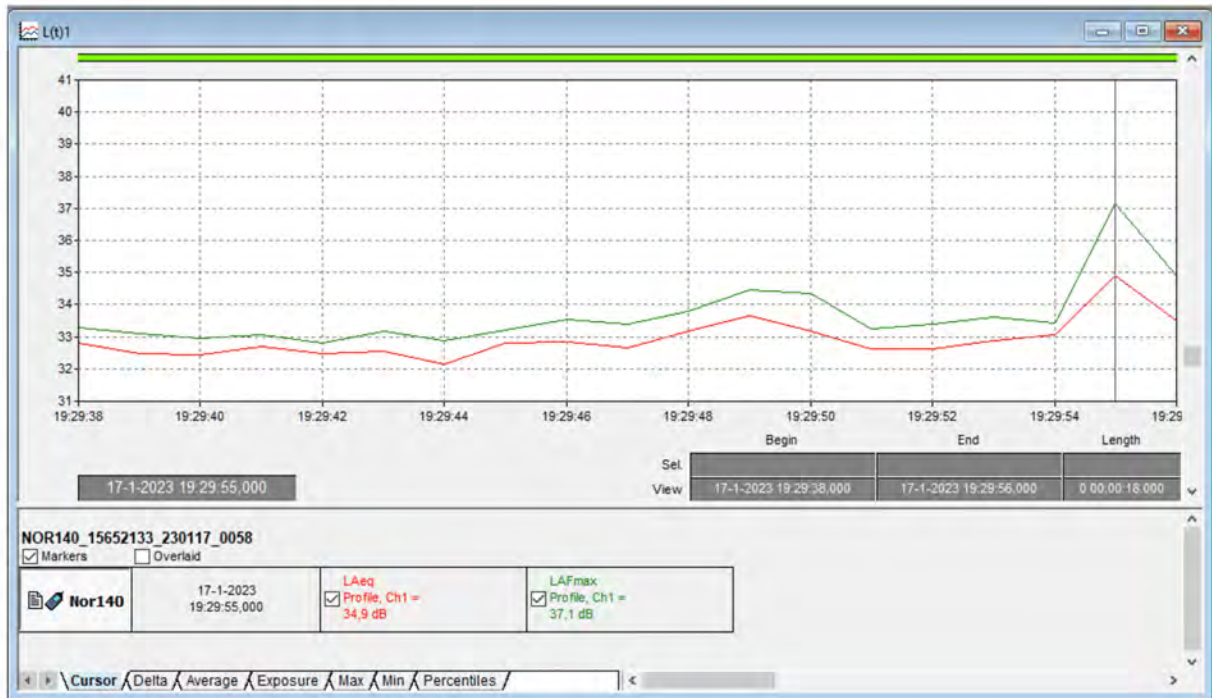 L(t)1
41
40
39
38
37
36
35
34
33
32
31
19:29:38 19:29:40 19:29:42 19:29:44 19:29:46 19:29:48 19:29:50 19:29:52 19:29:54 19:29
Begin End Length
Sel.
17-1-2023 19:29:55,000
View 17-1-2023 19:29:38,000 17-1-2023 19:29:56,000 0 00:00:18.000
NOR140_15652133_230117_0058
Markers Overlaid
Nor140
17-1-2023
19:29:55,000
LAeq
Profile, Ch1 =
34,9 dB
LAFmax
Profile, Ch1 =
37,1 dB
Cursor Delta Average Exposure Max Min Percentiles